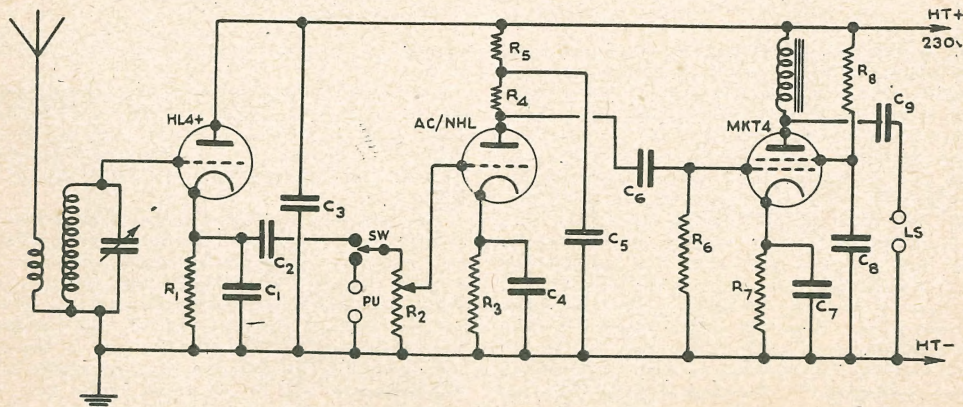 HT+
230v
HL4+
AC/NHL
MKT4
R5
R4
R8
C9
C3
C6
C5
SW
LS
C2
R1
C1
PU
R2
R3
C4
R6
R7
C7
C8
HT-